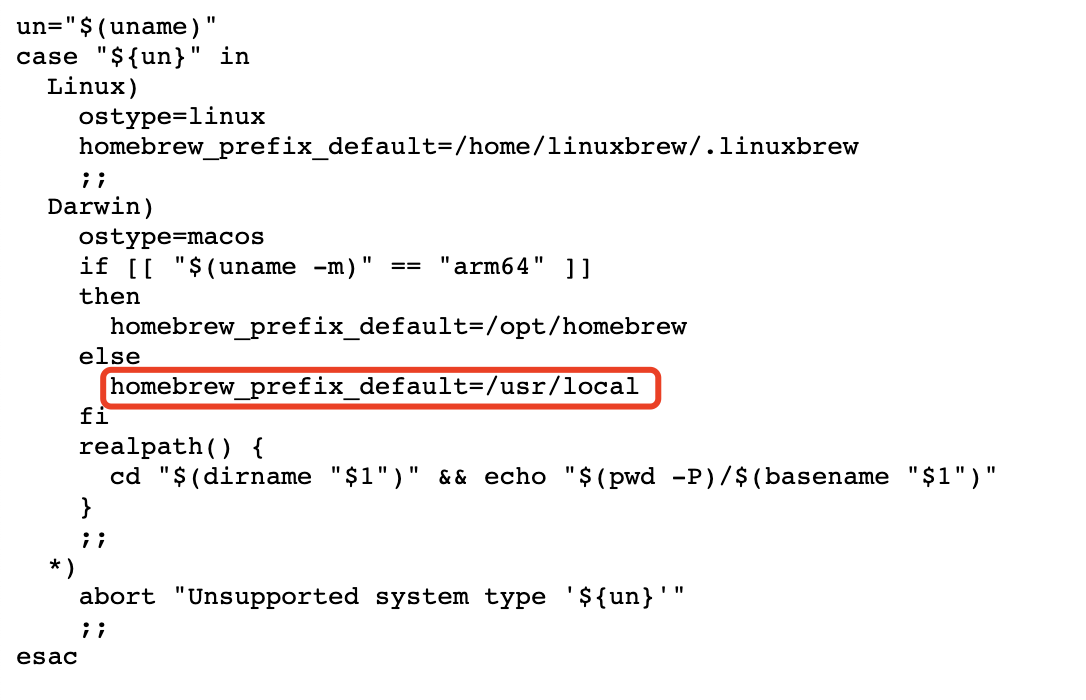 un="$(uname)"
case "${un}" in
  Linux)
    ostype=linux
    homebrew_prefix_default=/home/linuxbrew/.linuxbrew
    ;;
  Darwin)
    ostype=macos
    if [[ "$(uname -m)" == "arm64" ]]
    then
      homebrew_prefix_default=/opt/homebrew
    else
      homebrew_prefix_default=/usr/local
    fi
    realpath() {
      cd "$(dirname "$1")" && echo "$(pwd -P)/$(basename "$1")"
    }
    ;;
  *)
    abort "Unsupported system type '${un}'"
    ;;
esac